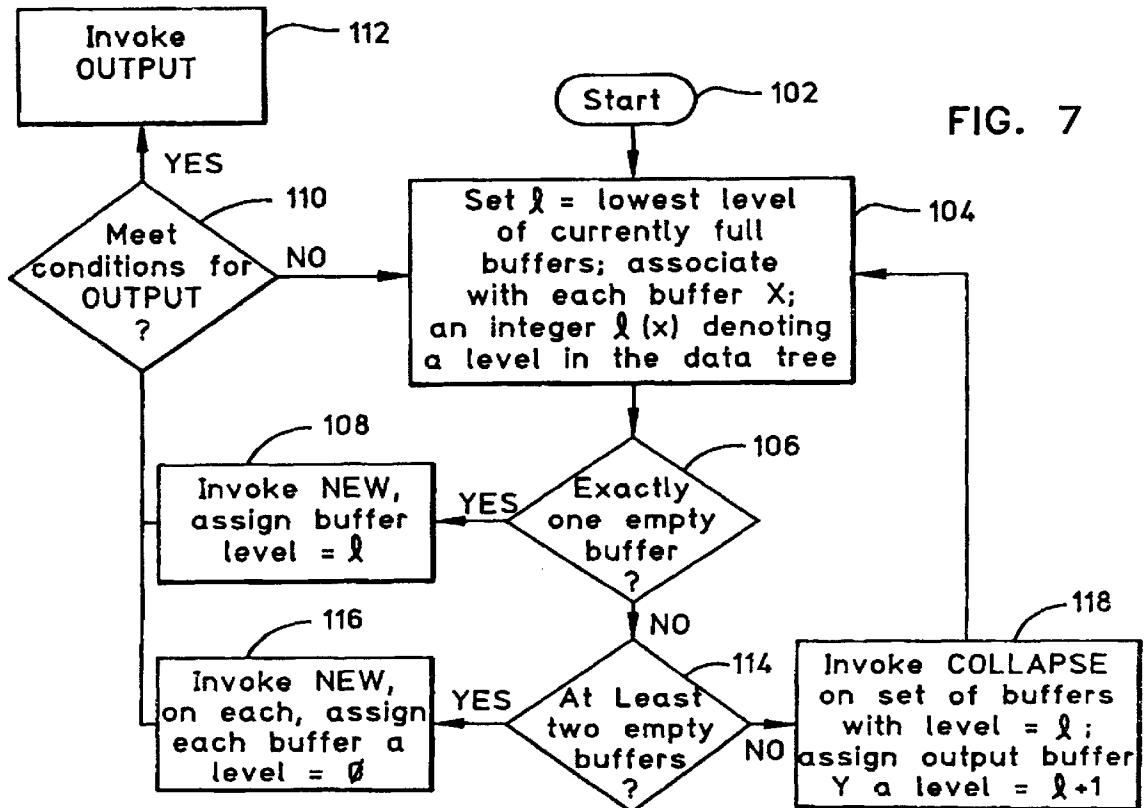 Invoke
OUTPUT
112
Start
102
FIG. 7
YES
110
Meet
conditions for
OUTPUT
?
NO
Set ℓ = lowest level
of currently full
buffers; associate
with each buffer X;
an integer ℓ (x) denoting
a level in the data tree
104
108
Invoke NEW,
assign buffer
level = ℓ
YES
106
Exactly
one empty
buffer
?
NO
116
Invoke NEW,
on each, assign
each buffer a
level = Ø
YES
114
At Least
two empty
buffers
?
NO
118
Invoke COLLAPSE
on set of buffers
with level = ℓ ;
assign output buffer
Y a level = ℓ+1